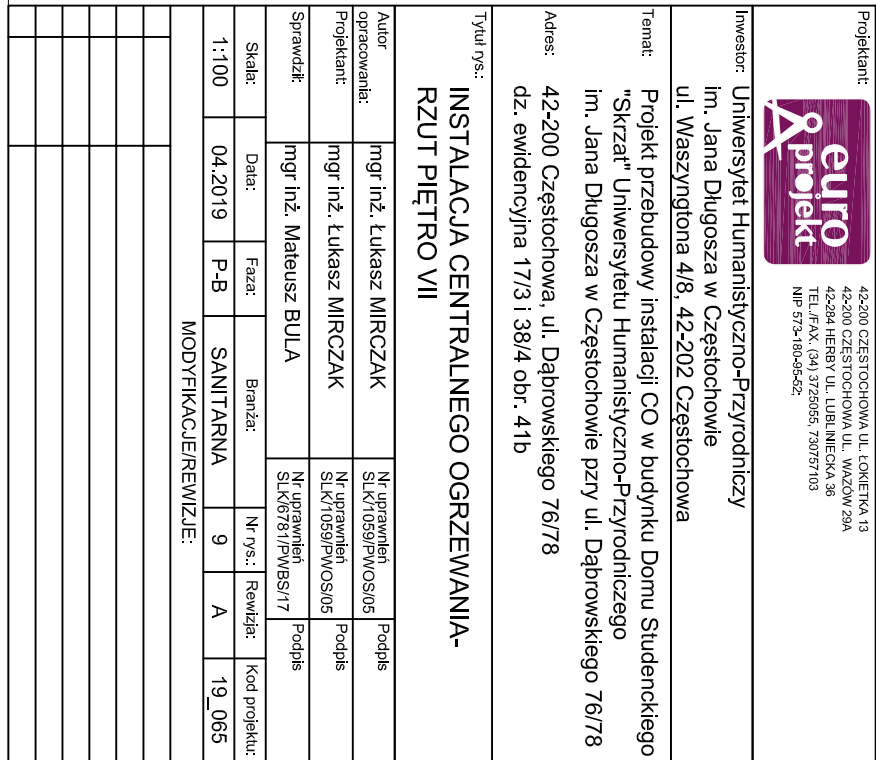 Projektant:
euro
projekt
42-200 CZĘSTOCHOWA UL. ŁOKIETKA 13
42-200 CZĘSTOCHOWA UL. WAZÓW 29A
42-284 HERBY UL. LUBLINIECKA 36
TEL./FAX. (34) 3725055, 730757103
NIP 573-180-95-52;
Inwestor: Uniwersytet Humanistyczno-Przyrodniczy
im. Jana Długosza w Częstochowie
ul. Waszyngtona 4/8, 42-202 Częstochowa
Temat: Projekt przebudowy instalacji CO w budynku Domu Studenckiego
"Skrzat" Uniwersytetu Humanistyczno-Przyrodniczego
im. Jana Długosza w Częstochowie pzry ul. Dąbrowskiego 76/78
Adres: 42-200 Częstochowa, ul. Dąbrowskiego 76/78
dz. ewidencyjna 17/3 i 38/4 obr. 41b
Tytuł rys.:
INSTALACJA CENTRALNEGO OGRZEWANIA-
RZUT PIĘTRO VII
Autor opracowania: mgr inż. Łukasz MIRCZAK Nr uprawnień SLK/1059/PWOS/05 Podpis
Projektant: mgr inż. Łukasz MIRCZAK Nr uprawnień SLK/1059/PWOS/05 Podpis
Sprawdził: mgr inż. Mateusz BULA Nr uprawnień SLK/6781/PWBS/17 Podpis
Skala: Data: Faza: Branża: Nr rys.: Rewizja: Kod projektu:
1:100 04.2019 P-B SANITARNA 9 A 19_065
MODYFIKACJE/REWIZJE: